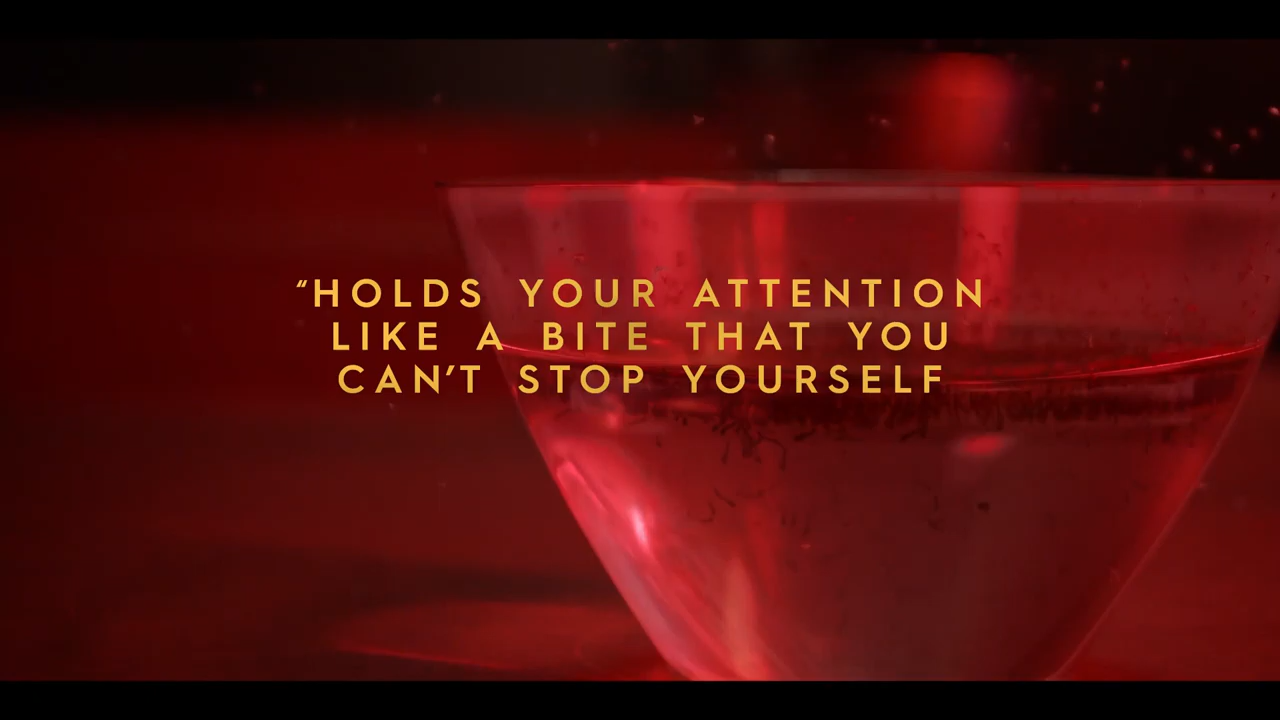 “HOLDS YOUR ATTENTION
LIKE A BITE THAT YOU
CAN’T STOP YOURSELF